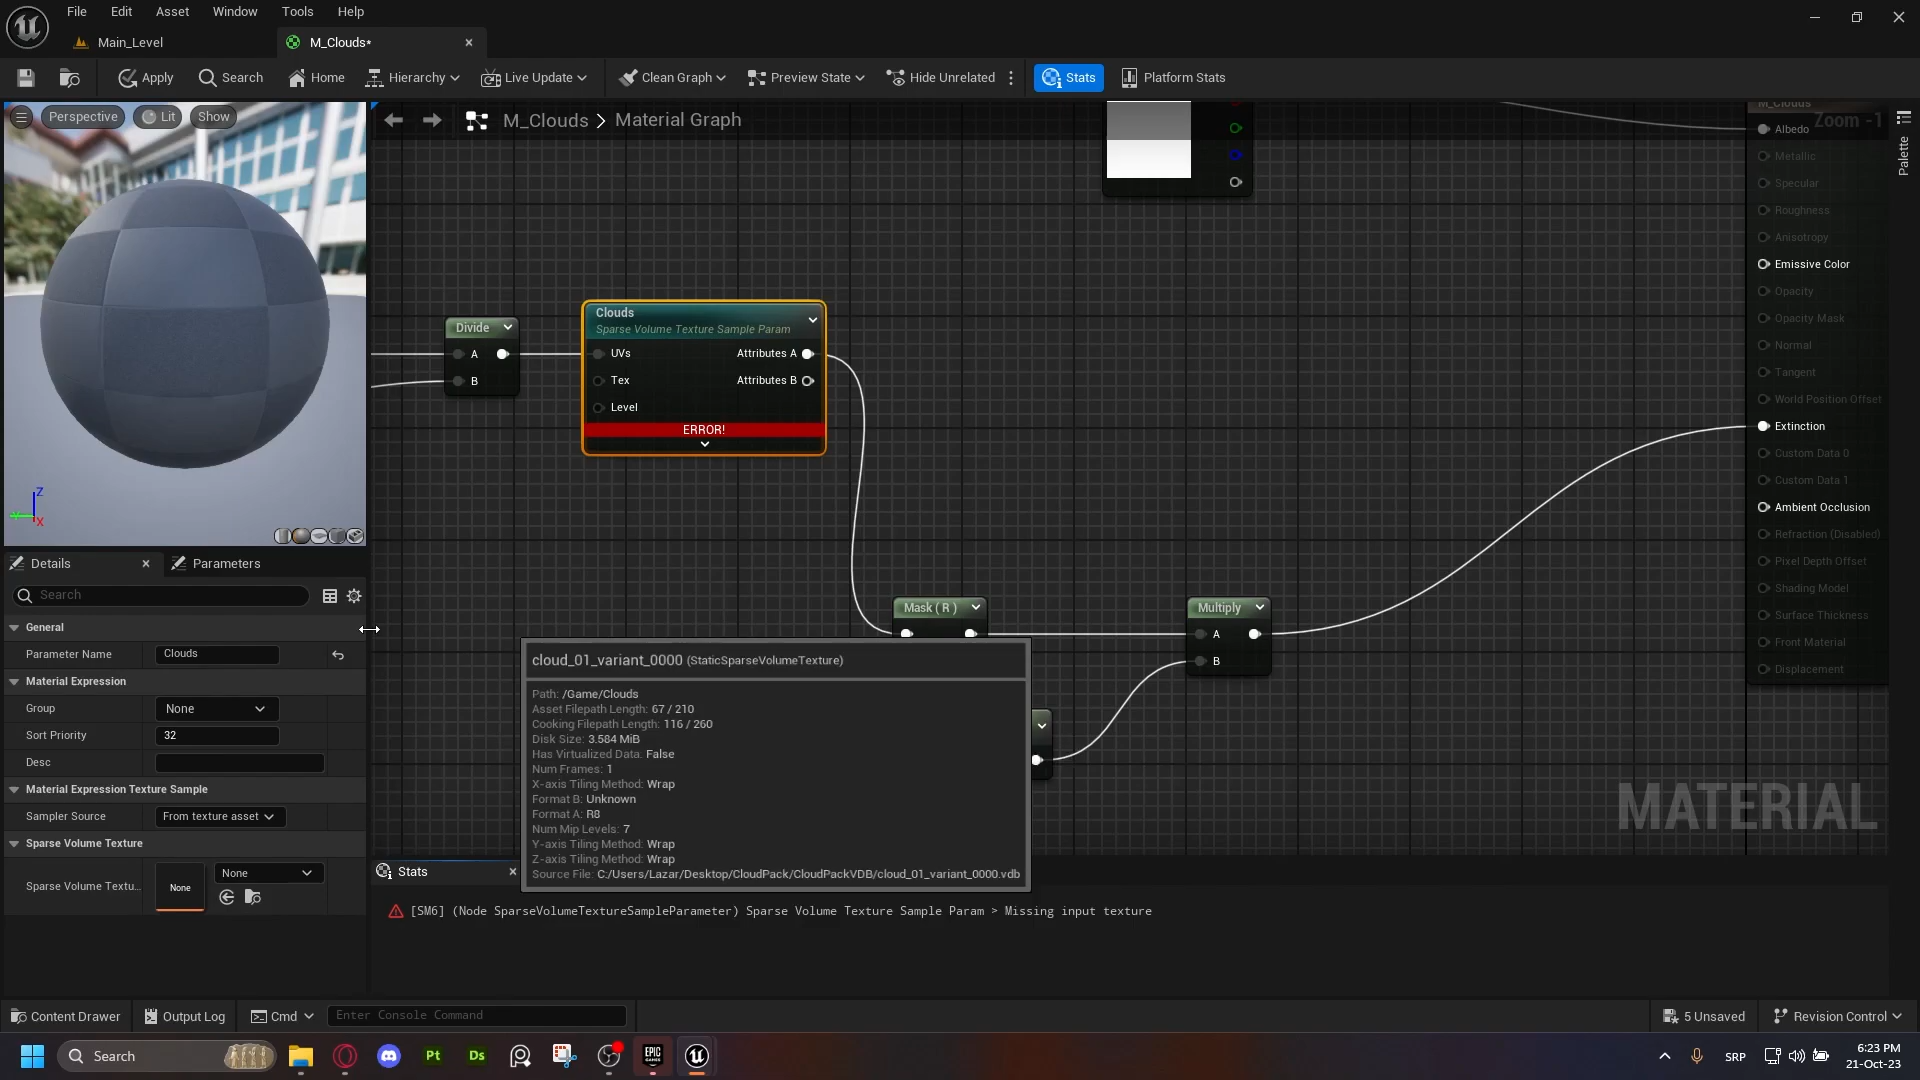 File Edit Asset Window Tools Help
Main_Level
M_Clouds*
Apply Search Home Hierarchy Live Update Clean Graph Preview State Hide Unrelated Stats Platform Stats
Perspective Lit Show
M_Clouds > Material Graph
Zoom -1
Palette
M_Clouds
Albedo
Metallic
Specular
Roughness
Anisotropy
Emissive Color
Opacity
Opacity Mask
Normal
Tangent
World Position Offset
Extinction
Custom Data 0
Custom Data 1
Ambient Occlusion
Refraction (Disabled)
Pixel Depth Offset
Shading Model
Surface Thickness
Front Material
Displacement
Divide
A
B
Clouds
Sparse Volume Texture Sample Param
UVs Attributes A
Tex Attributes B
Level
ERROR!
Mask ( R )
Multiply
A
B
Z
X
Details Parameters
Search
General
Parameter Name Clouds
Material Expression
Group None
Sort Priority 32
Desc
Material Expression Texture Sample
Sampler Source From texture asset
Sparse Volume Texture
Sparse Volume Textu... None None
cloud_01_variant_0000 (StaticSparseVolumeTexture)
Path: /Game/Clouds
Asset Filepath Length: 67 / 210
Cooking Filepath Length: 116 / 260
Disk Size: 3.584 MiB
Has Virtualized Data: False
Num Frames: 1
X-axis Tiling Method: Wrap
Format B: Unknown
Format A: R8
Num Mip Levels: 7
Y-axis Tiling Method: Wrap
Z-axis Tiling Method: Wrap
Source File: C:/Users/Lazar/Desktop/CloudPack/CloudPackVDB/cloud_01_variant_0000.vdb
MATERIAL
Stats
[SM6] (Node SparseVolumeTextureSampleParameter) Sparse Volume Texture Sample Param > Missing input texture
Content Drawer Output Log Cmd Enter Console Command 5 Unsaved Revision Control
Search Pt Ds EPIC GAMES SRP 6:23 PM
21-Oct-23